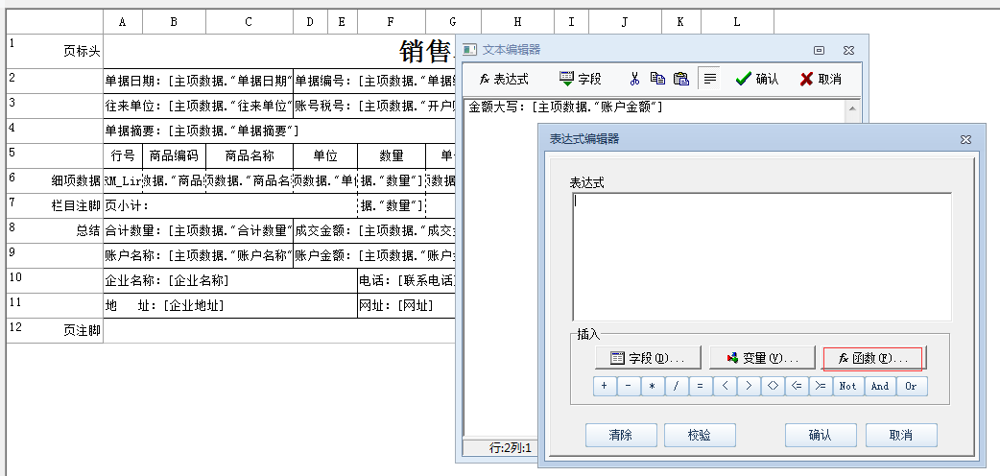 A B C D E F G H I J K L
1 页标头 销售
2 单据日期: [主项数据."单据日期" 单据编号: [主项数据."单据
3 往来单位: [主项数据."往来单位" 账号税号: [主项数据."开户
4 单据摘要: [主项数据."单据摘要"]
5 行号 商品编码 商品名称 单位 数量
6 细项数据 RM_Lir 数据."商品 页数据."商品名 页数据."单位 据."数量"]
7 栏目注脚 页小计: 据."数量"]
8 总结 合计数量: [主项数据."合计数量" 成交金额: [主项数据."成交
9 账户名称: [主项数据."账户名称" 账户金额: [主项数据."账户
10 企业名称: [企业名称] 电话: [联系电话]
11 地 址: [企业地址] 网址: [网址]
12 页注脚
文本编辑器
fx 表达式 字段 确认 取消
金额大写: [主项数据."账户金额"]
行:2列:1
表达式编辑器
表达式
插入
字段(D)... 变量(V)... fx 函数(F)...
+ - * / = < > <> <= >= Not And Or
清除 校验 确认 取消